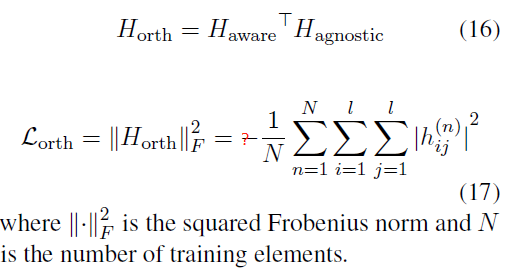 H_orth = H_aware^⊤ H_agnostic (16)
L_orth = ‖H_orth‖_F^2 = ? 1/N ∑_{n=1}^{N} ∑_{i=1}^{l} ∑_{j=1}^{l} |h_{ij}^{(n)}|^2
(17)
where ‖·‖_F^2 is the squared Frobenius norm and N
is the number of training elements.